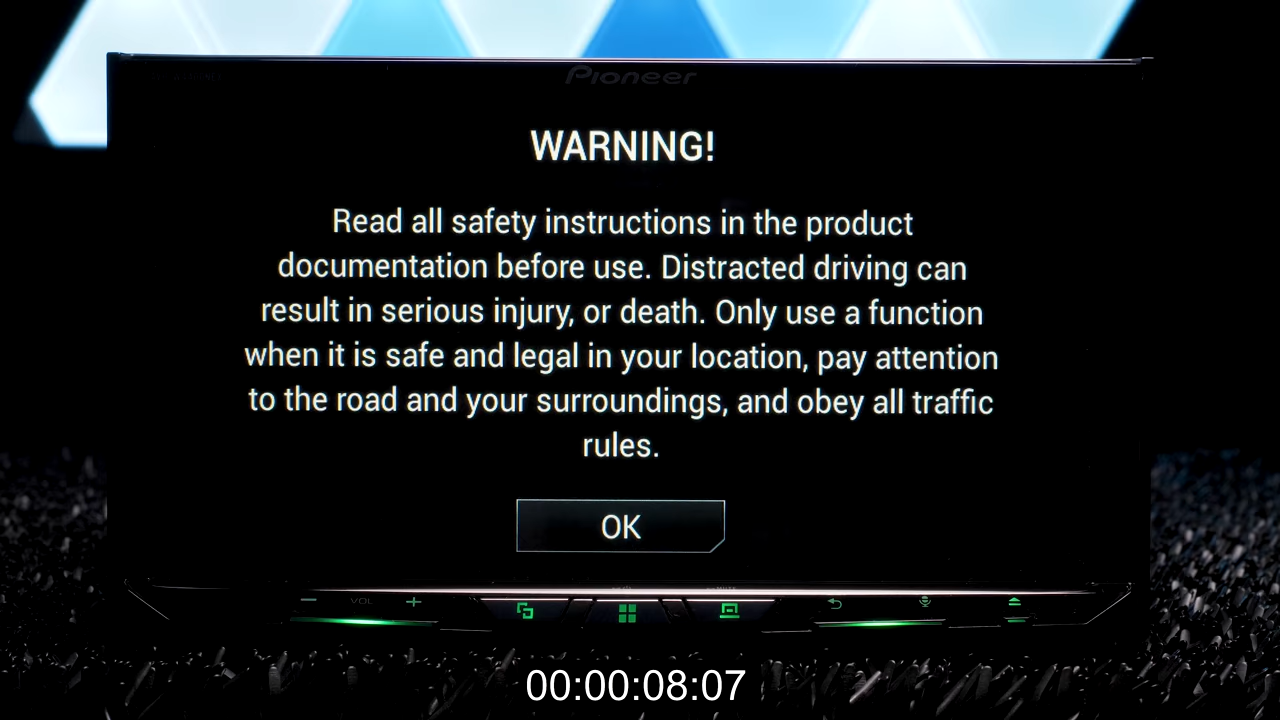 Pioneer
WARNING!
Read all safety instructions in the product
documentation before use. Distracted driving can
result in serious injury, or death. Only use a function
when it is safe and legal in your location, pay attention
to the road and your surroundings, and obey all traffic
rules.
OK
VOL
00:00:08:07